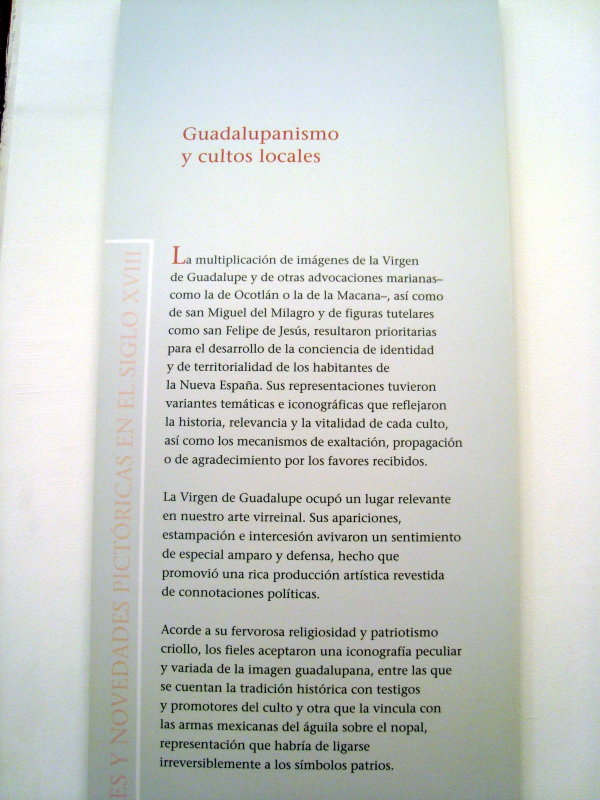 Guadalupanismo
y cultos locales
La multiplicación de imágenes de la Virgen
de Guadalupe y de otras advocaciones marianas–
como la de Ocotlán o la de la Macana–, así como
de san Miguel del Milagro y de figuras tutelares
como san Felipe de Jesús, resultaron prioritarias
para el desarrollo de la conciencia de identidad
y de territorialidad de los habitantes de
la Nueva España. Sus representaciones tuvieron
variantes temáticas e iconográficas que reflejaron
la historia, relevancia y la vitalidad de cada culto,
así como los mecanismos de exaltación, propagación
o de agradecimiento por los favores recibidos.
La Virgen de Guadalupe ocupó un lugar relevante
en nuestro arte virreinal. Sus apariciones,
estampación e intercesión avivaron un sentimiento
de especial amparo y defensa, hecho que
promovió una rica producción artística revestida
de connotaciones políticas.
Acorde a su fervorosa religiosidad y patriotismo
criollo, los fieles aceptaron una iconografía peculiar
y variada de la imagen guadalupana, entre las que
se cuentan la tradición histórica con testigos
y promotores del culto y otra que la vincula con
las armas mexicanas del águila sobre el nopal,
representación que habría de ligarse
irreversiblemente a los símbolos patrios.
ES Y NOVEDADES PICTÓRICAS EN EL SIGLO XVIII